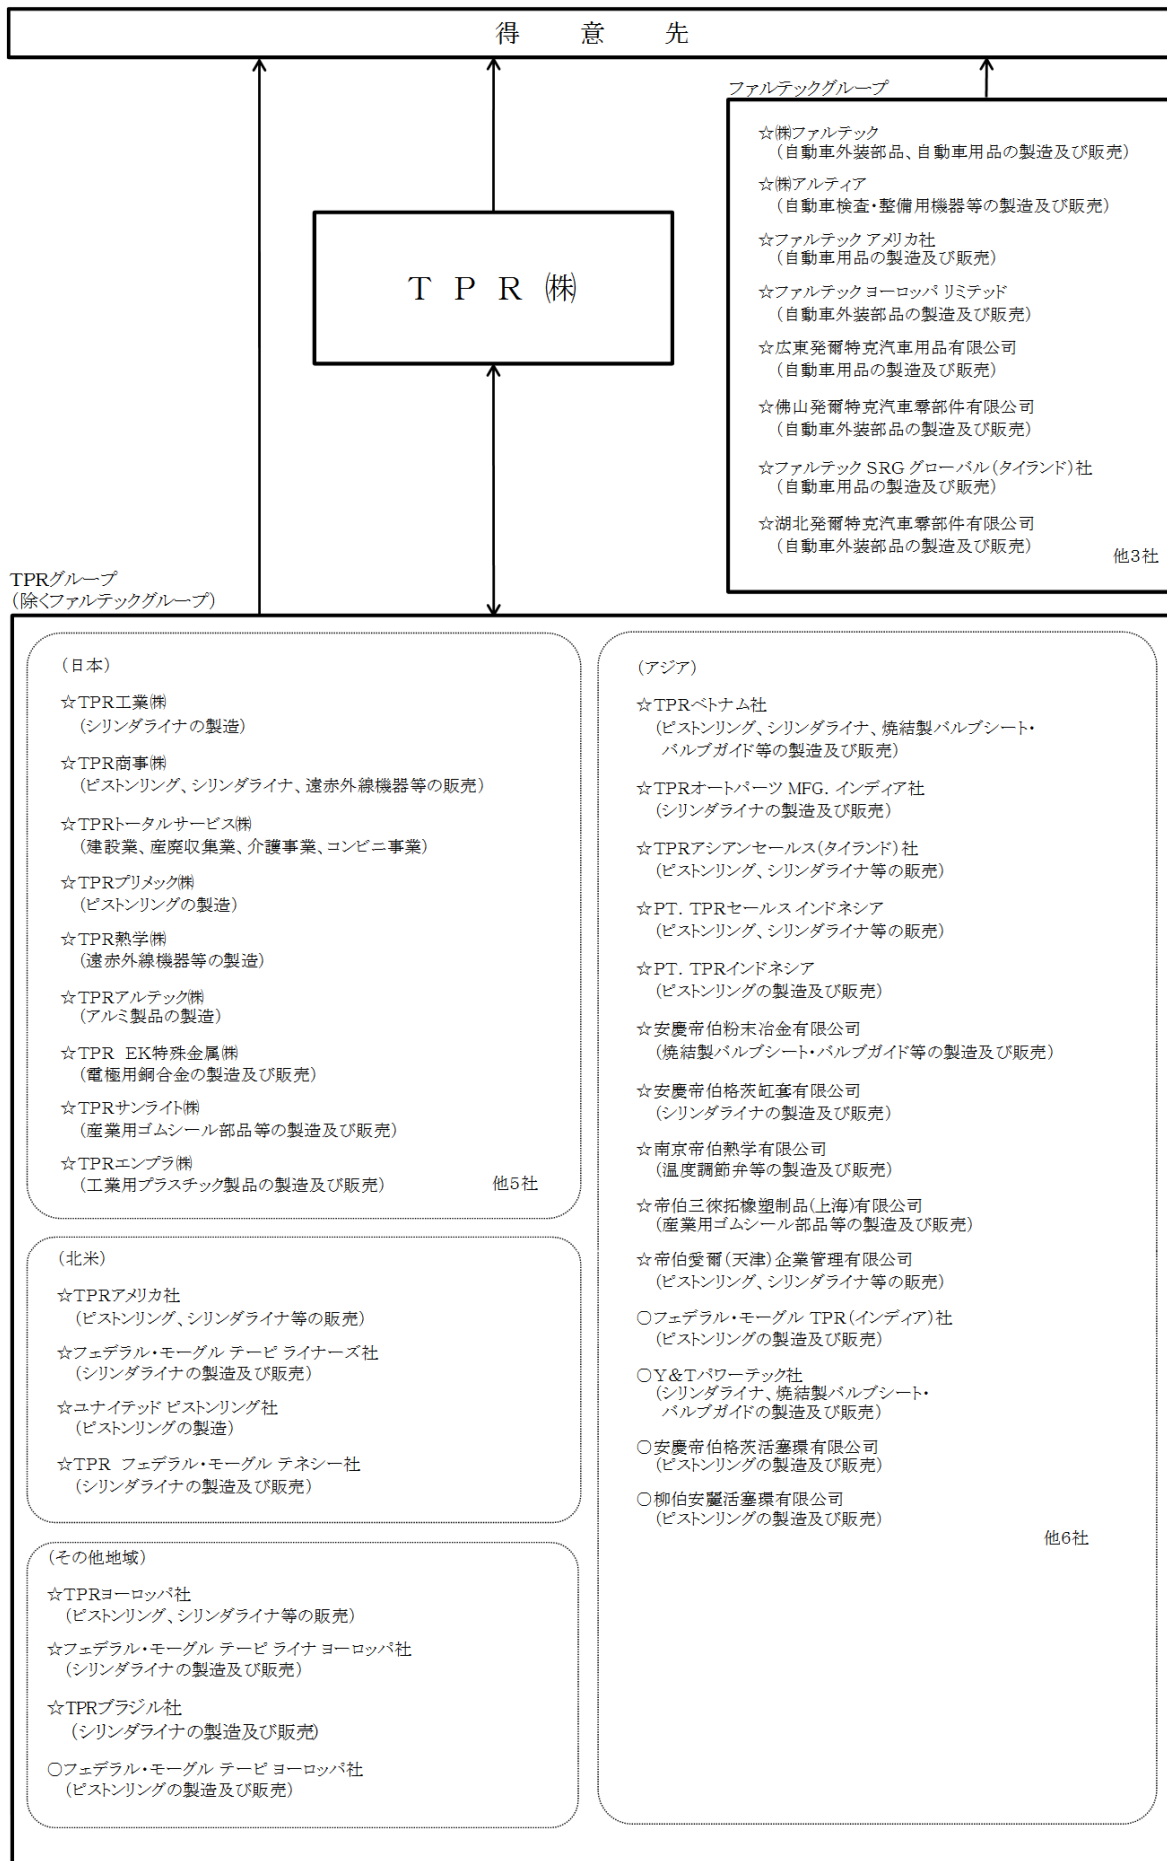 得意先
ファルテックグループ
☆㈱ファルテック
（自動車外装部品、自動車用品の製造及び販売）
☆㈱アルティア
（自動車検査・整備用機器等の製造及び販売）
☆ファルテック アメリカ社
（自動車用品の製造及び販売）
☆ファルテック ヨーロッパ リミテッド
（自動車外装部品の製造及び販売）
☆広東発爾特克汽車用品有限公司
（自動車用品の製造及び販売）
☆佛山発爾特克汽車零部件有限公司
（自動車外装部品の製造及び販売）
☆ファルテック SRG グローバル（タイランド）社
（自動車用品の製造及び販売）
☆湖北発爾特克汽車零部件有限公司
（自動車外装部品の製造及び販売）
他3社
ＴＰＲ㈱
TPRグループ
（除くファルテックグループ）
（日本）
☆TPR工業㈱
（シリンダライナの製造）
☆TPR商事㈱
（ピストンリング、シリンダライナ、遠赤外線機器等の販売）
☆TPRトータルサービス㈱
（建設業、産廃収集業、介護事業、コンビニ事業）
☆TPRプリメック㈱
（ピストンリングの製造）
☆TPR熱学㈱
（遠赤外線機器等の製造）
☆TPRアルテック㈱
（アルミ製品の製造）
☆TPR EK特殊金属㈱
（電極用銅合金の製造及び販売）
☆TPRサンライト㈱
（産業用ゴムシール部品等の製造及び販売）
☆TPRエンプラ㈱
（工業用プラスチック製品の製造及び販売）
他5社
（北米）
☆TPRアメリカ社
（ピストンリング、シリンダライナ等の販売）
☆フェデラル・モーグル テーピ ライナーズ社
（シリンダライナの製造及び販売）
☆ユナイテッド ピストンリング社
（ピストンリングの製造）
☆TPR フェデラル・モーグル テネシー社
（シリンダライナの製造及び販売）
（その他地域）
☆TPRヨーロッパ社
（ピストンリング、シリンダライナ等の販売）
☆フェデラル・モーグル テーピ ライナ ヨーロッパ社
（シリンダライナの製造及び販売）
☆TPRブラジル社
（シリンダライナの製造及び販売）
○フェデラル・モーグル テーピ ヨーロッパ社
（ピストンリングの製造及び販売）
（アジア）
☆TPRベトナム社
（ピストンリング、シリンダライナ、焼結製バルブシート・
バルブガイド等の製造及び販売）
☆TPRオートパーツ MFG. インディア社
（シリンダライナの製造及び販売）
☆TPRアシアンセールス（タイランド）社
（ピストンリング、シリンダライナ等の販売）
☆PT. TPRセールス インドネシア
（ピストンリング、シリンダライナ等の販売）
☆PT. TPRインドネシア
（ピストンリングの製造及び販売）
☆安慶帝伯粉末冶金有限公司
（焼結製バルブシート・バルブガイド等の製造及び販売）
☆安慶帝伯格茨缸套有限公司
（シリンダライナの製造及び販売）
☆南京帝伯熱学有限公司
（温度調節弁等の製造及び販売）
☆帝伯三徠拓橡塑制品(上海)有限公司
（産業用ゴムシール部品等の製造及び販売）
☆帝伯愛爾（天津）企業管理有限公司
（ピストンリング、シリンダライナ等の販売）
○フェデラル・モーグル TPR（インディア）社
（ピストンリングの製造及び販売）
○Y&Tパワーテック社
（シリンダライナ、焼結製バルブシート・
バルブガイドの製造及び販売）
○安慶帝伯格茨活塞環有限公司
（ピストンリングの製造及び販売）
○柳伯安麗活塞環有限公司
（ピストンリングの製造及び販売）
他6社